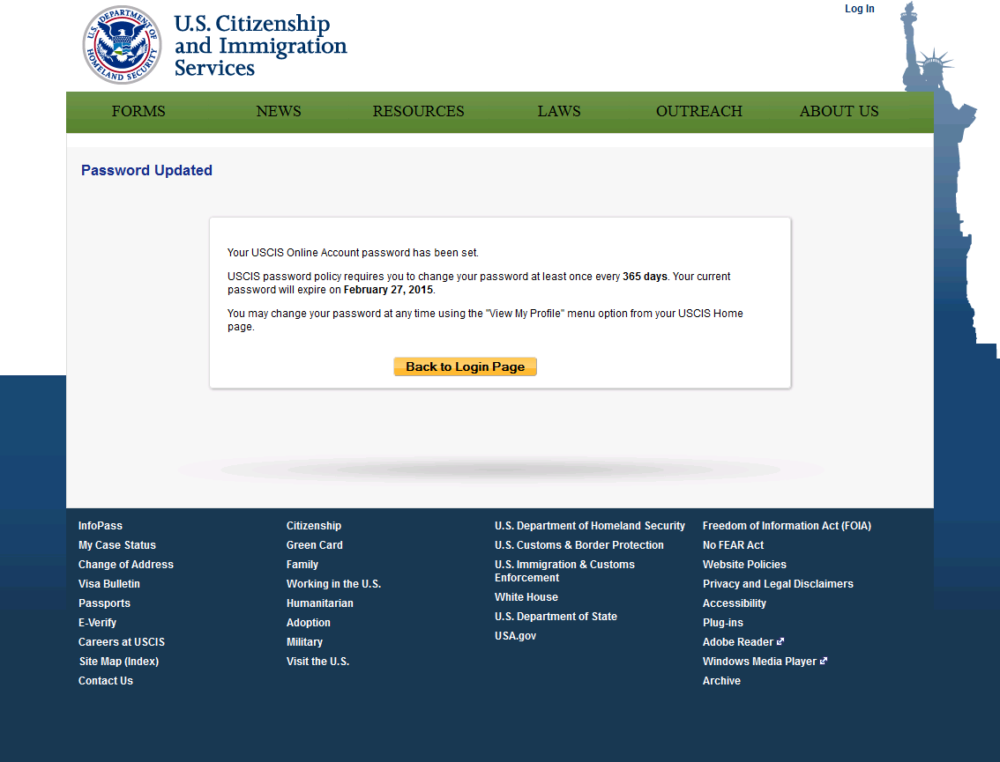 U.S. DEPARTMENT OF HOMELAND SECURITY
U.S. Citizenship
and Immigration
Services
Log In
FORMS NEWS RESOURCES LAWS OUTREACH ABOUT US
Password Updated
Your USCIS Online Account password has been set.
USCIS password policy requires you to change your password at least once every 365 days. Your current
password will expire on February 27, 2015.
You may change your password at any time using the "View My Profile" menu option from your USCIS Home
page.
Back to Login Page
InfoPass
My Case Status
Change of Address
Visa Bulletin
Passports
E-Verify
Careers at USCIS
Site Map (Index)
Contact Us
Citizenship
Green Card
Family
Working in the U.S.
Humanitarian
Adoption
Military
Visit the U.S.
U.S. Department of Homeland Security
U.S. Customs & Border Protection
U.S. Immigration & Customs
Enforcement
White House
U.S. Department of State
USA.gov
Freedom of Information Act (FOIA)
No FEAR Act
Website Policies
Privacy and Legal Disclaimers
Accessibility
Plug-ins
Adobe Reader
Windows Media Player
Archive